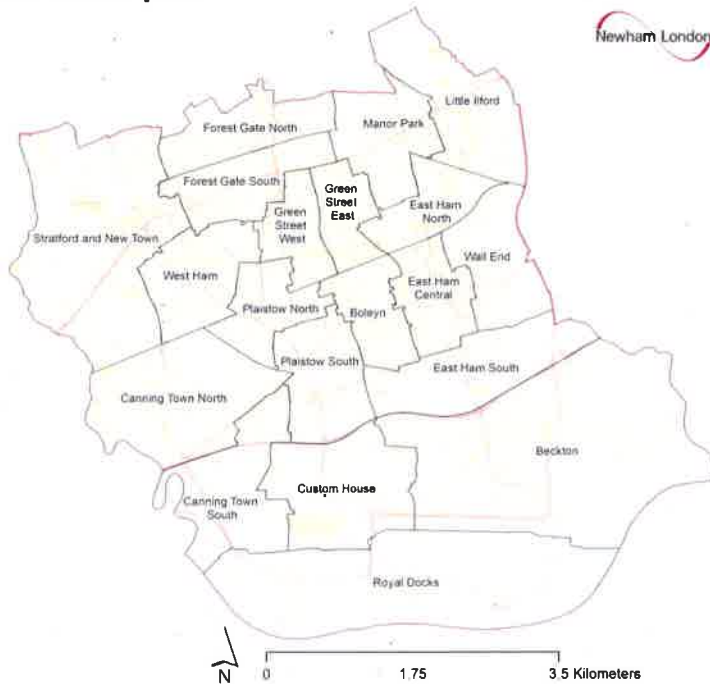 Newham London
Little Ilford
Forest Gate North
Manor Park
Forest Gate South
Green
Street
East
East Ham
North
Green
Street
West
Stratford and New Town
Wall End
West Ham
East Ham
Central
Plaistow North
Boleyn
Plaistow South
East Ham South
Canning Town North
Beckton
Custom House
Canning Town
South
Royal Docks
N
0 1.75 3.5 Kilometers